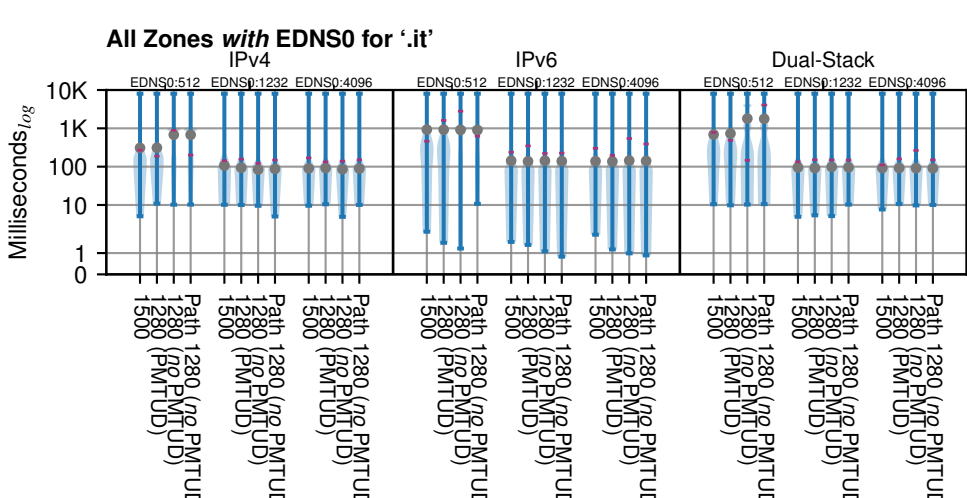 All Zones with EDNS0 for ‘.it’
IPv4
IPv6
Dual-Stack
EDNS0:512 EDNS0:1232 EDNS0:4096
EDNS0:512 EDNS0:1232 EDNS0:4096
EDNS0:512 EDNS0:1232 EDNS0:4096
Milliseconds log
10K
1K
100
10
1
0
1500
1280 (PMTUD)
1280 (no PMTUD)
Path 1280 (no PMTUD
1500
1280 (PMTUD)
1280 (no PMTUD)
Path 1280 (no PMTUD
1500
1280 (PMTUD)
1280 (no PMTUD)
Path 1280 (no PMTUD
1500
1280 (PMTUD)
1280 (no PMTUD)
Path 1280 (no PMTUD
1500
1280 (PMTUD)
1280 (no PMTUD)
Path 1280 (no PMTUD
1500
1280 (PMTUD)
1280 (no PMTUD)
Path 1280 (no PMTUD
1500
1280 (PMTUD)
1280 (no PMTUD)
Path 1280 (no PMTUD
1500
1280 (PMTUD)
1280 (no PMTUD)
Path 1280 (no PMTUD
1500
1280 (PMTUD)
1280 (no PMTUD)
Path 1280 (no PMTUD